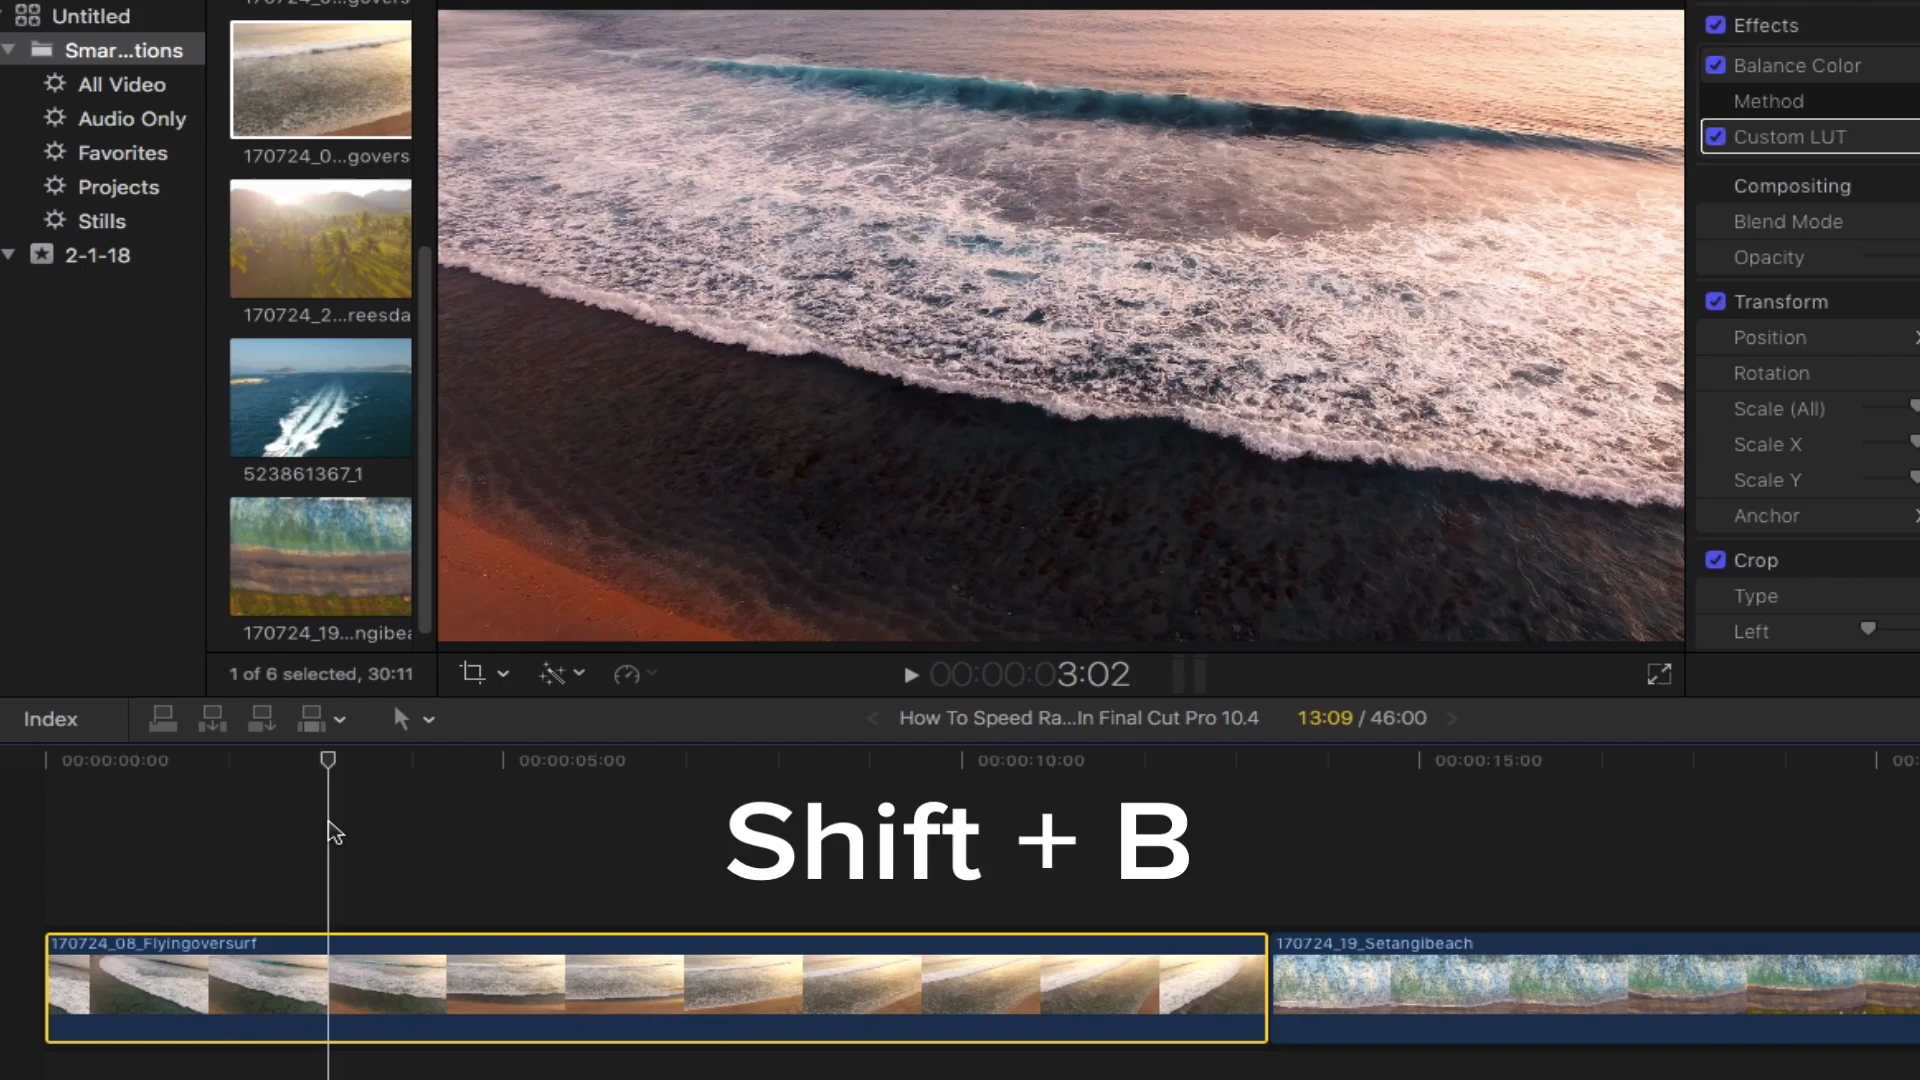 Untitled
Smar...tions
All Video
Audio Only
Favorites
Projects
Stills
2-1-18
170724_0...govers
170724_2...reesda
523861367_1
170724_19...ngibea
1 of 6 selected, 30:11
00:00:03:02
Effects
Balance Color
Method
Custom LUT
Compositing
Blend Mode
Opacity
Transform
Position
Rotation
Scale (All)
Scale X
Scale Y
Anchor
Crop
Type
Left
Index
How To Speed Ra...In Final Cut Pro 10.4
13:09 / 46:00
00:00:00:00
00:00:05:00
00:00:10:00
00:00:15:00
00:
Shift + B
170724_08_Flyingoversurf
170724_19_Setangibeach